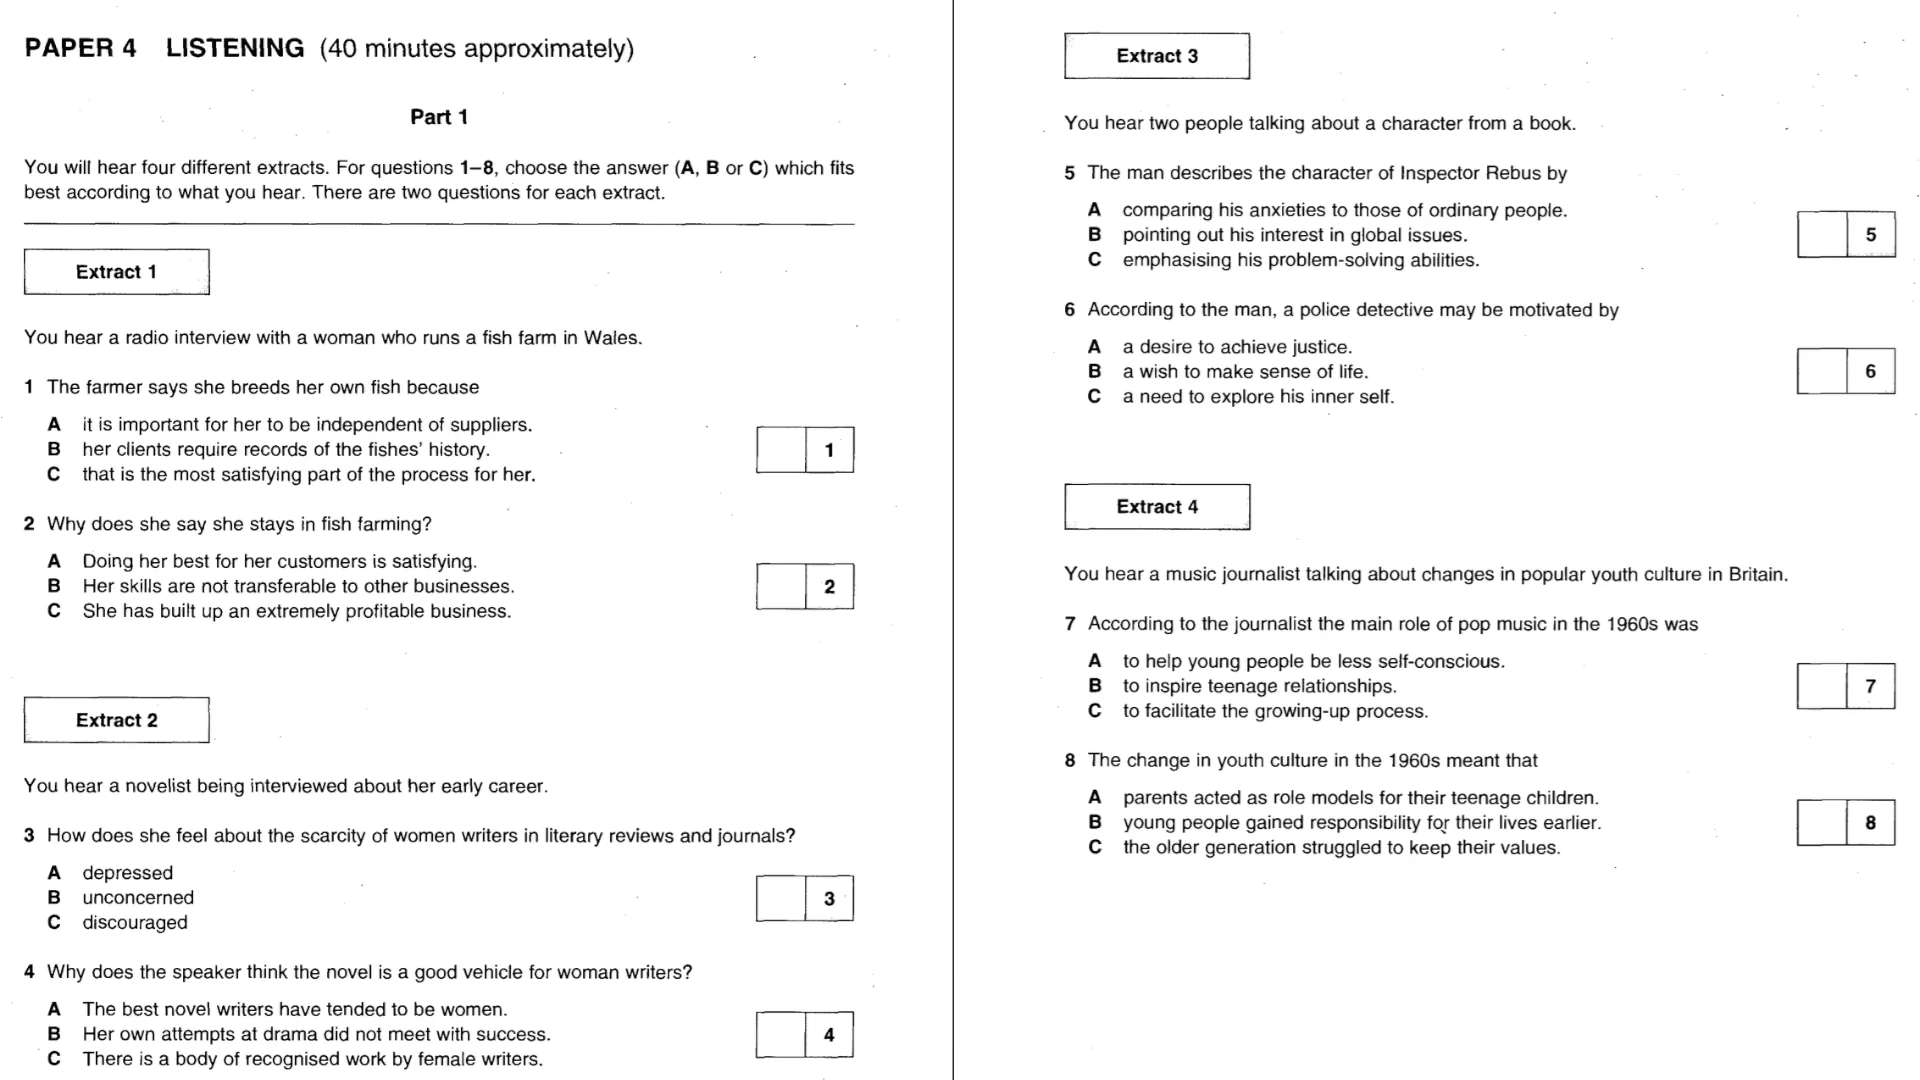 PAPER 4 LISTENING (40 minutes approximately)
Part 1
You will hear four different extracts. For questions 1–8, choose the answer (A, B or C) which fits
best according to what you hear. There are two questions for each extract.
Extract 1
You hear a radio interview with a woman who runs a fish farm in Wales.
1 The farmer says she breeds her own fish because
A it is important for her to be independent of suppliers.
B her clients require records of the fishes' history.
C that is the most satisfying part of the process for her.
1
2 Why does she say she stays in fish farming?
A Doing her best for her customers is satisfying.
B Her skills are not transferable to other businesses.
C She has built up an extremely profitable business.
2
Extract 2
You hear a novelist being interviewed about her early career.
3 How does she feel about the scarcity of women writers in literary reviews and journals?
A depressed
B unconcerned
C discouraged
3
4 Why does the speaker think the novel is a good vehicle for woman writers?
A The best novel writers have tended to be women.
B Her own attempts at drama did not meet with success.
C There is a body of recognised work by female writers.
4
Extract 3
You hear two people talking about a character from a book.
5 The man describes the character of Inspector Rebus by
A comparing his anxieties to those of ordinary people.
B pointing out his interest in global issues.
C emphasising his problem-solving abilities.
5
6 According to the man, a police detective may be motivated by
A a desire to achieve justice.
B a wish to make sense of life.
C a need to explore his inner self.
6
Extract 4
You hear a music journalist talking about changes in popular youth culture in Britain.
7 According to the journalist the main role of pop music in the 1960s was
A to help young people be less self-conscious.
B to inspire teenage relationships.
C to facilitate the growing-up process.
7
8 The change in youth culture in the 1960s meant that
A parents acted as role models for their teenage children.
B young people gained responsibility for their lives earlier.
C the older generation struggled to keep their values.
8